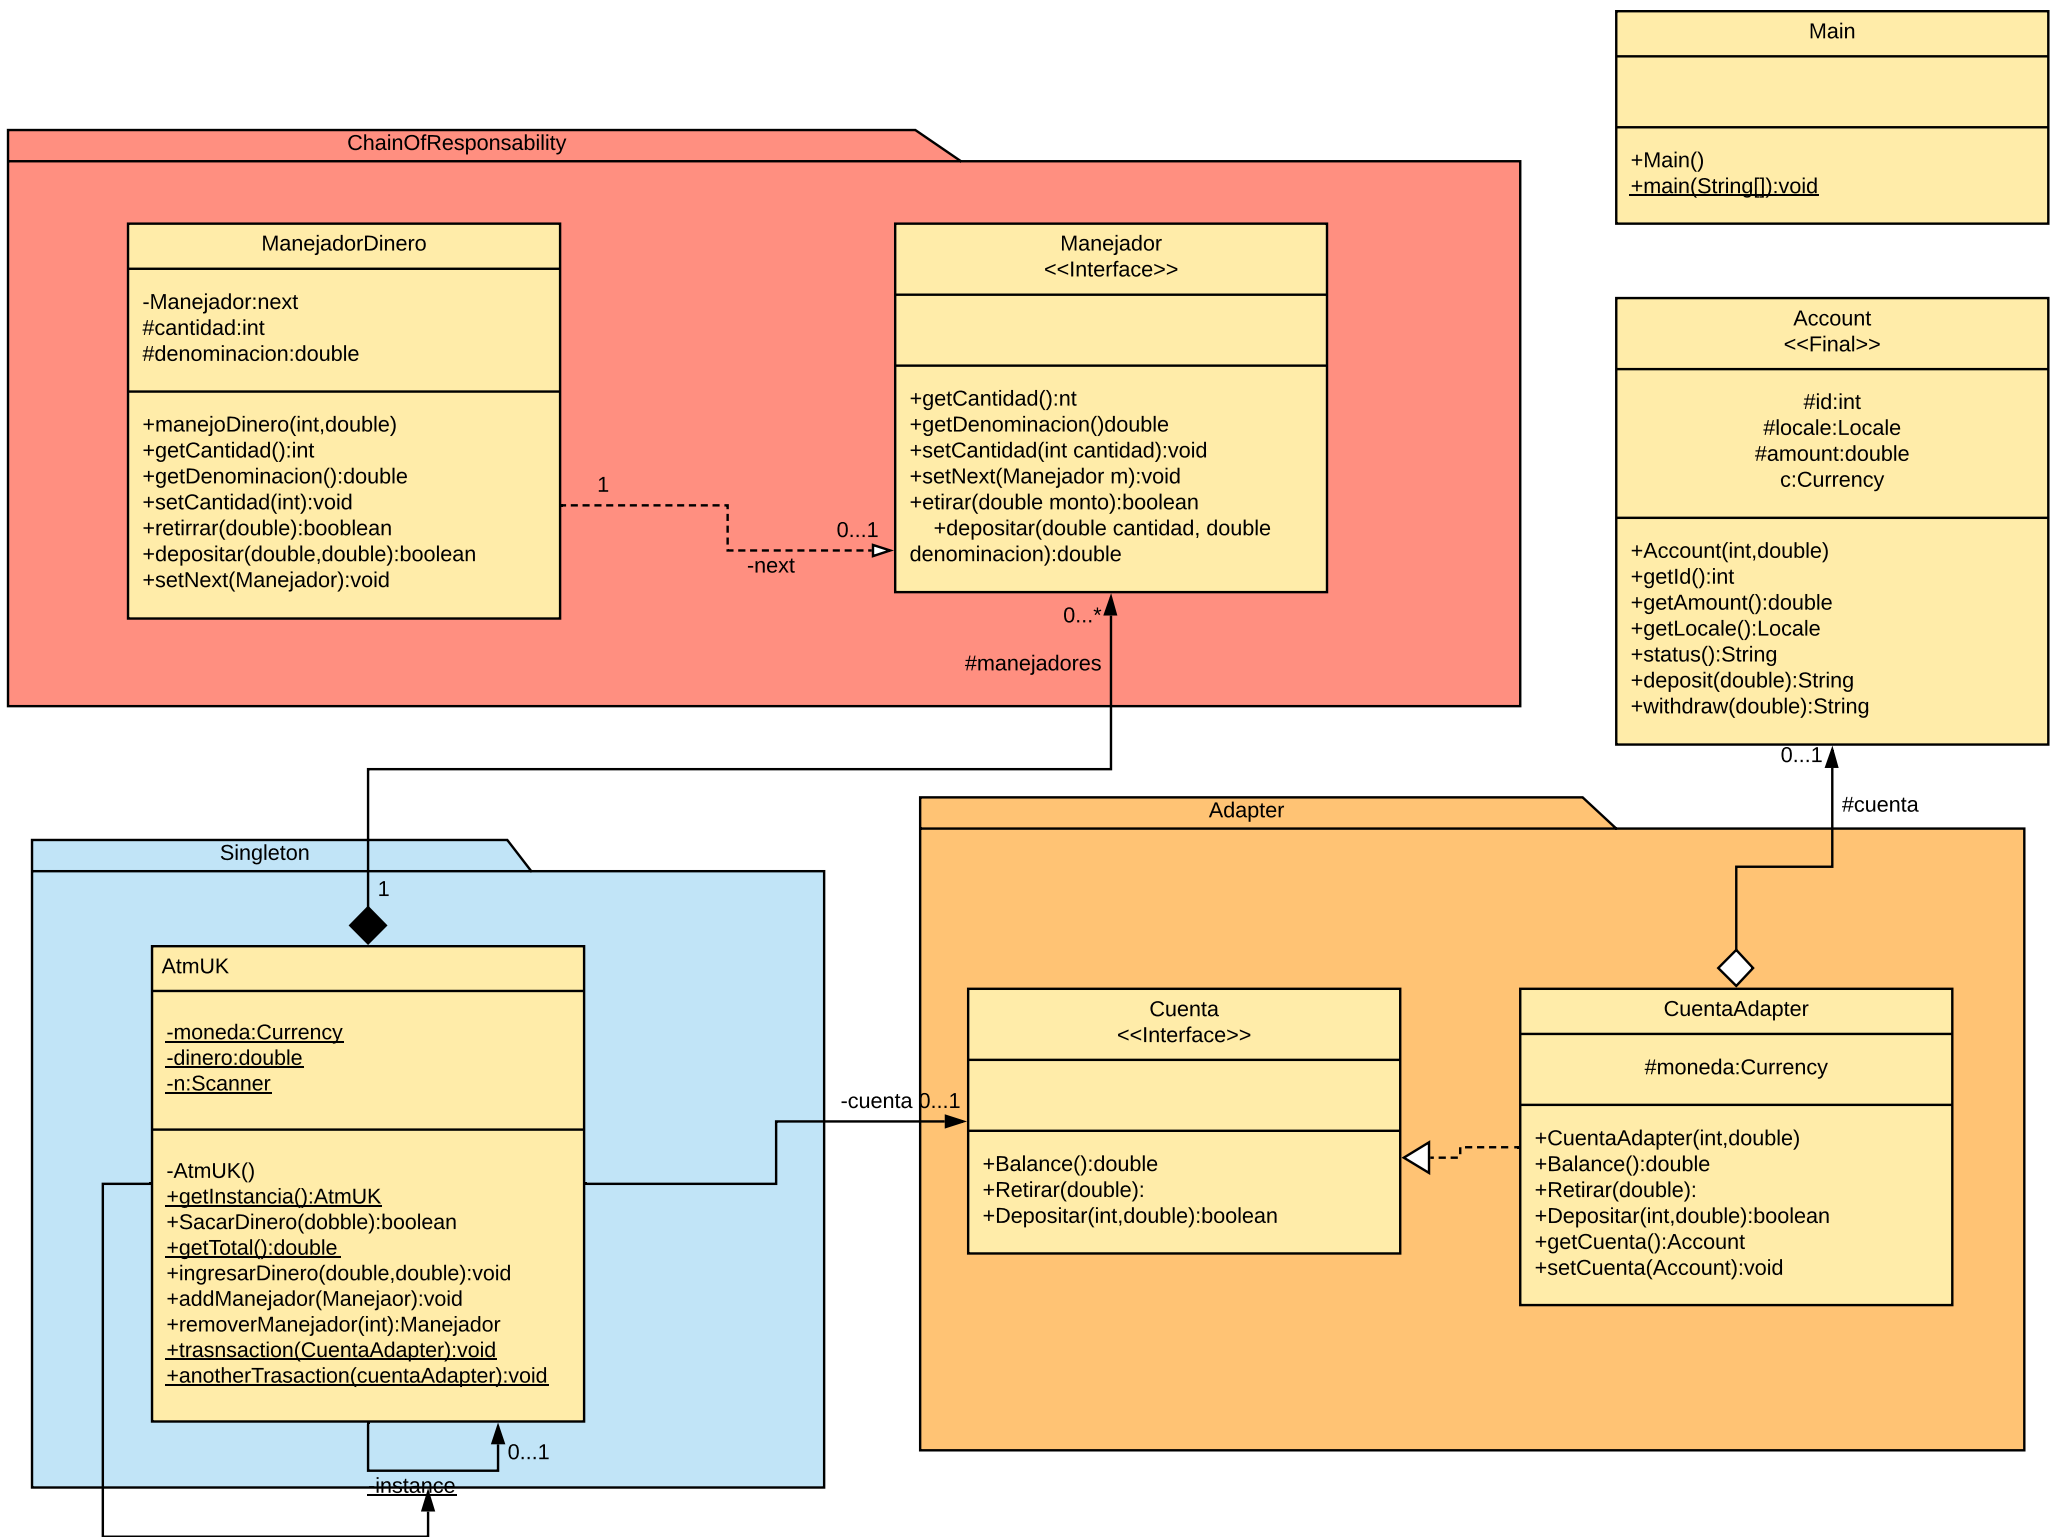 Main
+Main()
+main(String[]):void
ChainOfResponsability
ManejadorDinero
-Manejador:next
#cantidad:int
#denominacion:double
+manejoDinero(int,double)
+getCantidad():int
+getDenominacion():double
+setCantidad(int):void
+retirrar(double):booblean
+depositar(double,double):boolean
+setNext(Manejador):void
1
0...1
-next
Manejador
<<Interface>>
+getCantidad():nt
+getDenominacion()double
+setCantidad(int cantidad):void
+setNext(Manejador m):void
+etirar(double monto):boolean
+depositar(double cantidad, double
denominacion):double
0...*
#manejadores
Account
<<Final>>
#id:int
#locale:Locale
#amount:double
c:Currency
+Account(int,double)
+getId():int
+getAmount():double
+getLocale():Locale
+status():String
+deposit(double):String
+withdraw(double):String
0...1
#cuenta
Singleton
1
AtmUK
-moneda:Currency
-dinero:double
-n:Scanner
-AtmUK()
+getInstancia():AtmUK
+SacarDinero(dobble):boolean
+getTotal():double
+ingresarDinero(double,double):void
+addManejador(Manejaor):void
+removerManejador(int):Manejador
+trasnsaction(CuentaAdapter):void
+anotherTrasaction(cuentaAdapter):void
0...1
-instance
-cuenta 0...1
Adapter
Cuenta
<<Interface>>
+Balance():double
+Retirar(double):
+Depositar(int,double):boolean
CuentaAdapter
#moneda:Currency
+CuentaAdapter(int,double)
+Balance():double
+Retirar(double):
+Depositar(int,double):boolean
+getCuenta():Account
+setCuenta(Account):void